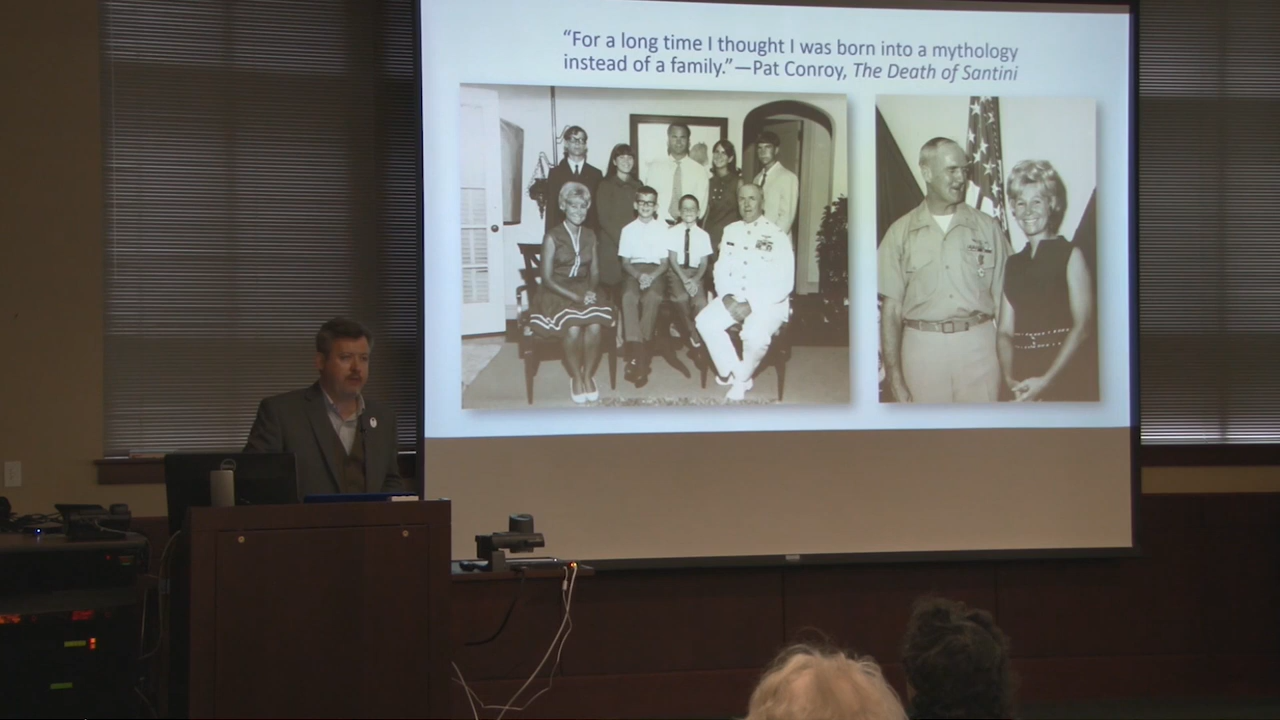 “For a long time I thought I was born into a mythology
instead of a family.”—Pat Conroy, The Death of Santini